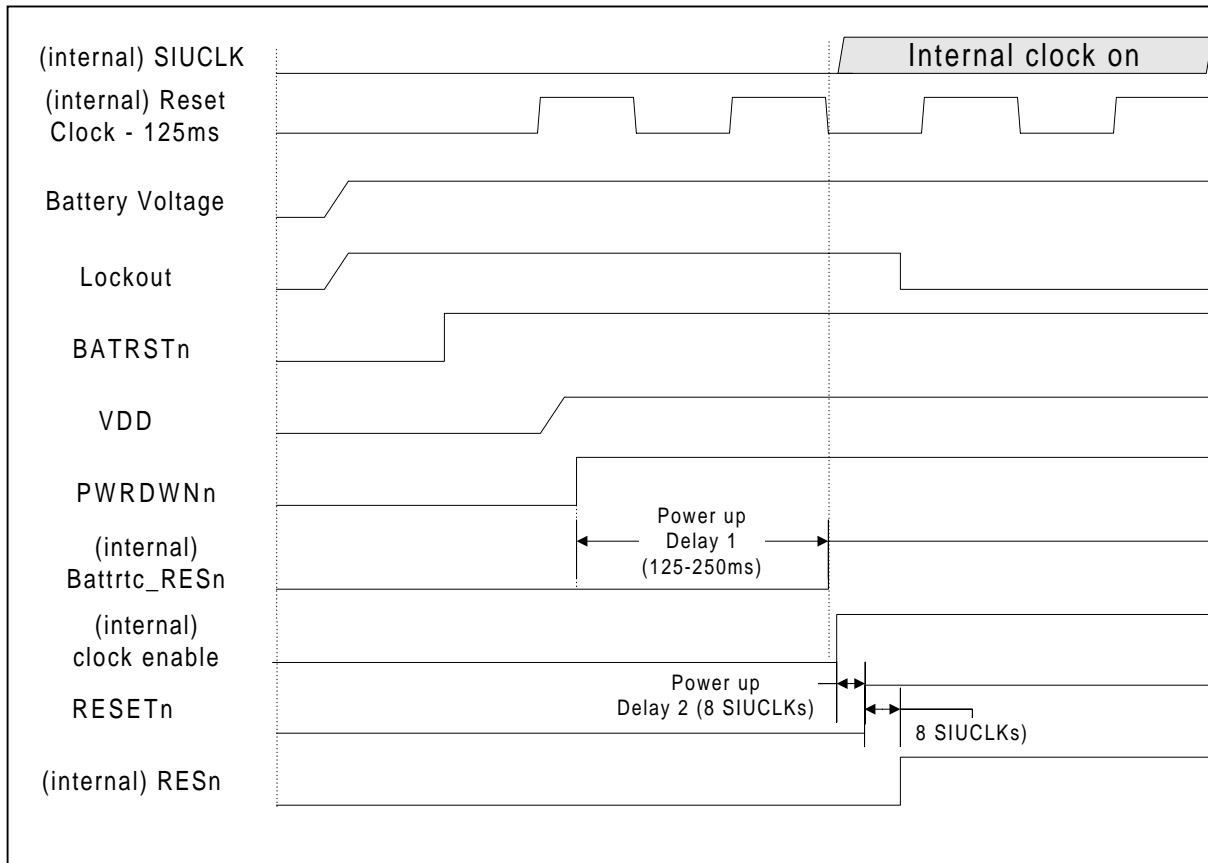 (internal) SIUCLK
Internal clock on
(internal) Reset
Clock - 125ms
Battery Voltage
Lockout
BATRSTn
VDD
PWRDWNn
Power up
Delay 1
(125-250ms)
(internal)
Battrtc_RESn
(internal)
clock enable
Power up
Delay 2 (8 SIUCLKs)
RESETn
8 SIUCLKs)
(internal) RESn